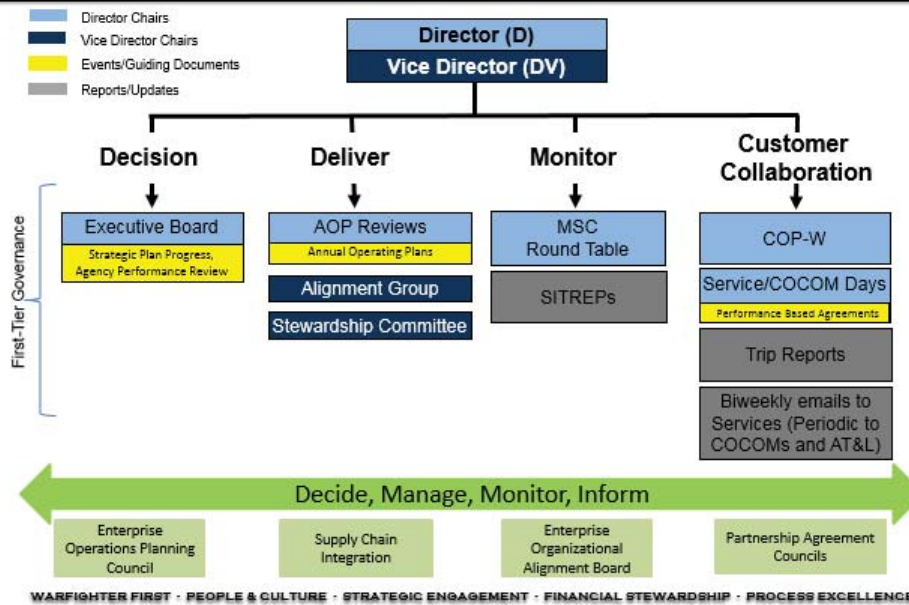 Director Chairs
Vice Director Chairs
Events/Guiding Documents
Reports/Updates
Director (D)
Vice Director (DV)
Decision
Deliver
Monitor
Customer
Collaboration
First-Tier Governance
Executive Board
Strategic Plan Progress,
Agency Performance Review
AOP Reviews
Annual Operating Plans
Alignment Group
Stewardship Committee
MSC
Round Table
SITREPs
COP-W
Service/COCOM Days
Performance Based Agreements
Trip Reports
Biweekly emails to
Services (Periodic to
COCOMs and AT&L)
Decide, Manage, Monitor, Inform
Enterprise
Operations Planning
Council
Supply Chain
Integration
Enterprise
Organizational
Alignment Board
Partnership Agreement
Councils
WARFIGHTER FIRST · PEOPLE & CULTURE · STRATEGIC ENGAGEMENT · FINANCIAL STEWARDSHIP · PROCESS EXCELLENCE